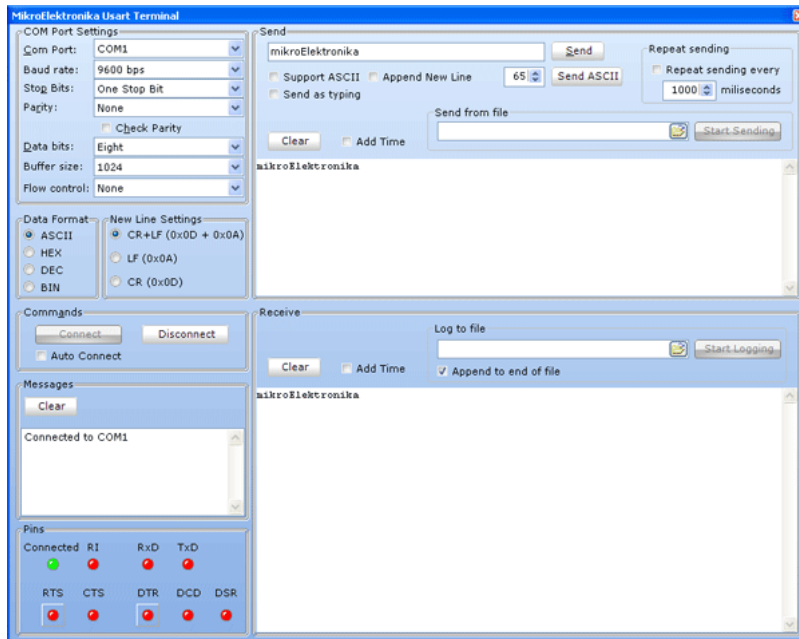 MikroElektronika Usart Terminal
COM Port Settings
Com Port: COM1
Baud rate: 9600 bps
Stop Bits: One Stop Bit
Parity: None
Check Parity
Data bits: Eight
Buffer size: 1024
Flow control: None
Data Format
ASCII
HEX
DEC
BIN
New Line Settings
CR+LF (0x0D + 0x0A)
LF (0x0A)
CR (0x0D)
Commands
Connect Disconnect
Auto Connect
Messages
Clear
Connected to COM1
Pins
Connected RI RxD TxD
RTS CTS DTR DCD DSR
Send
mikroElektronika Send
Support ASCII Append New Line 65 Send ASCII
Send as typing
Repeat sending
Repeat sending every
1000 miliseconds
Send from file
Start Sending
Clear Add Time
mikroElektronika
Receive
Log to file
Start Logging
Clear Add Time Append to end of file
mikroElektronika